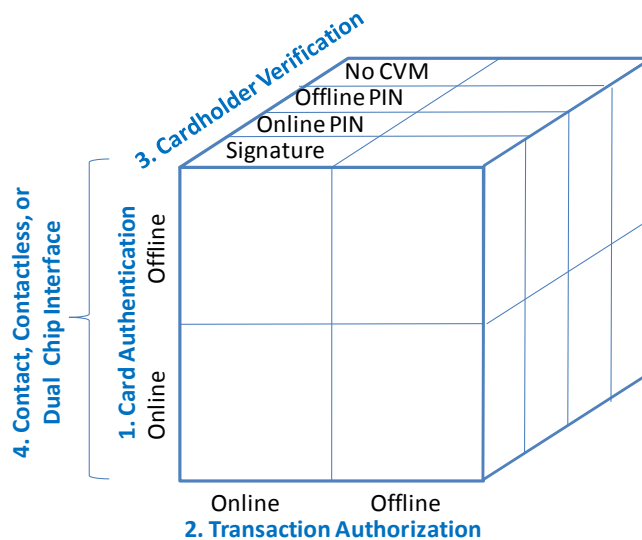 3. Cardholder Verification
No CVM
Offline PIN
Online PIN
Signature
4. Contact, Contactless, or
Dual Chip Interface
1. Card Authentication
Offline
Online
Online
Offline
2. Transaction Authorization